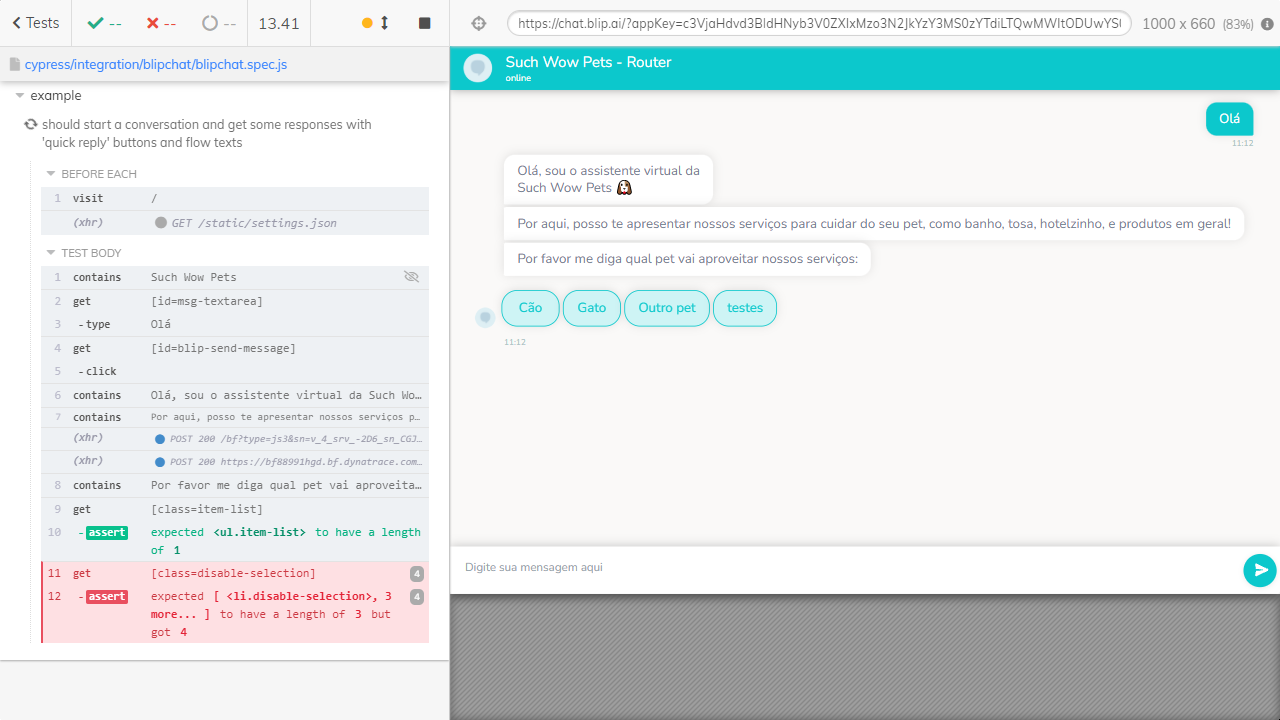 Tests
--
--
--
13.41
https://chat.blip.ai/?appKey=
1000 x 660 (83%)
cypress/integration/blipchat/blipchat.spec.js
example
should start a conversation and get some responses with
'quick reply' buttons and flow texts
BEFORE EACH
1 visit /
(xhr) GET /static/settings.json
TEST BODY
1 contains Such Wow Pets
2 get [id=msg-textarea]
3 -type Olá
4 get [id=blip-send-message]
5 -click
6 contains Olá, sou o assistente virtual da Such Wo…
7 contains Por aqui, posso te apresentar nossos serviços p…
(xhr) POST 200 /bf?type=js3&sn=v_4_srv_-2D6_sn_CGJ…
(xhr) POST 200 https://bf88991hgd.bf.dynatrace.com…
8 contains Por favor me diga qual pet vai aproveita…
9 get [class=item-list]
10 -assert expected <ul.item-list> to have a length
of 1
11 get [class=disable-selection] 4
12 -assert expected [ <li.disable-selection>, 3 4
more... ] to have a length of 3 but
got 4
Such Wow Pets - Router
online
Olá
11:12
Olá, sou o assistente virtual da
Such Wow Pets 🐶
Por aqui, posso te apresentar nossos serviços para cuidar do seu pet, como banho, tosa, hotelzinho, e produtos em geral!
Por favor me diga qual pet vai aproveitar nossos serviços:
Cão Gato Outro pet testes
11:12
Digite sua mensagem aqui